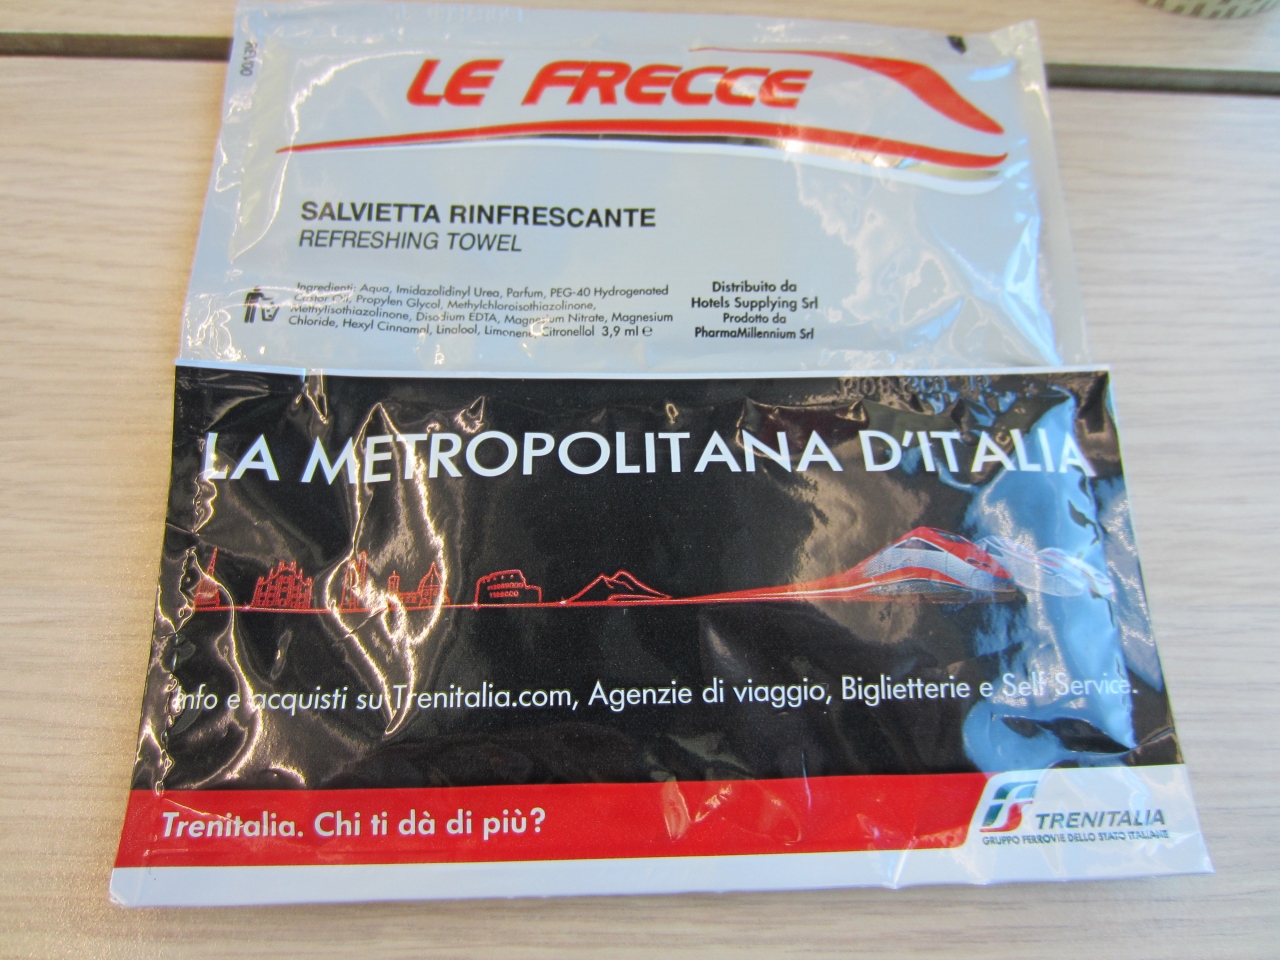 LE FRECCE
SALVIETTA RINFRESCANTE
REFRESHING TOWEL
Ingredienti: Aqua, Imidazolidinyl Urea, Parfum, PEG-40 Hydrogenated
Castor Oil, Propylen Glycol, Methylchloroisothiazolinone,
Methylisothiazolinone, Disodium EDTA, Magnesium Nitrate, Magnesium
Chloride, Hexyl Cinnamal, Linalool, Limonene, Citronellol 3,9 ml e
Distribuito da
Hotels Supplying Srl
Prodotto da
PharmaMillennium Srl
LA METROPOLITANA D'ITALIA
Info e acquisti su Trenitalia.com, Agenzie di viaggio, Biglietterie e Self Service.
Trenitalia. Chi ti dà di più?
TRENITALIA
GRUPPO FERROVIE DELLO STATO ITALIANE